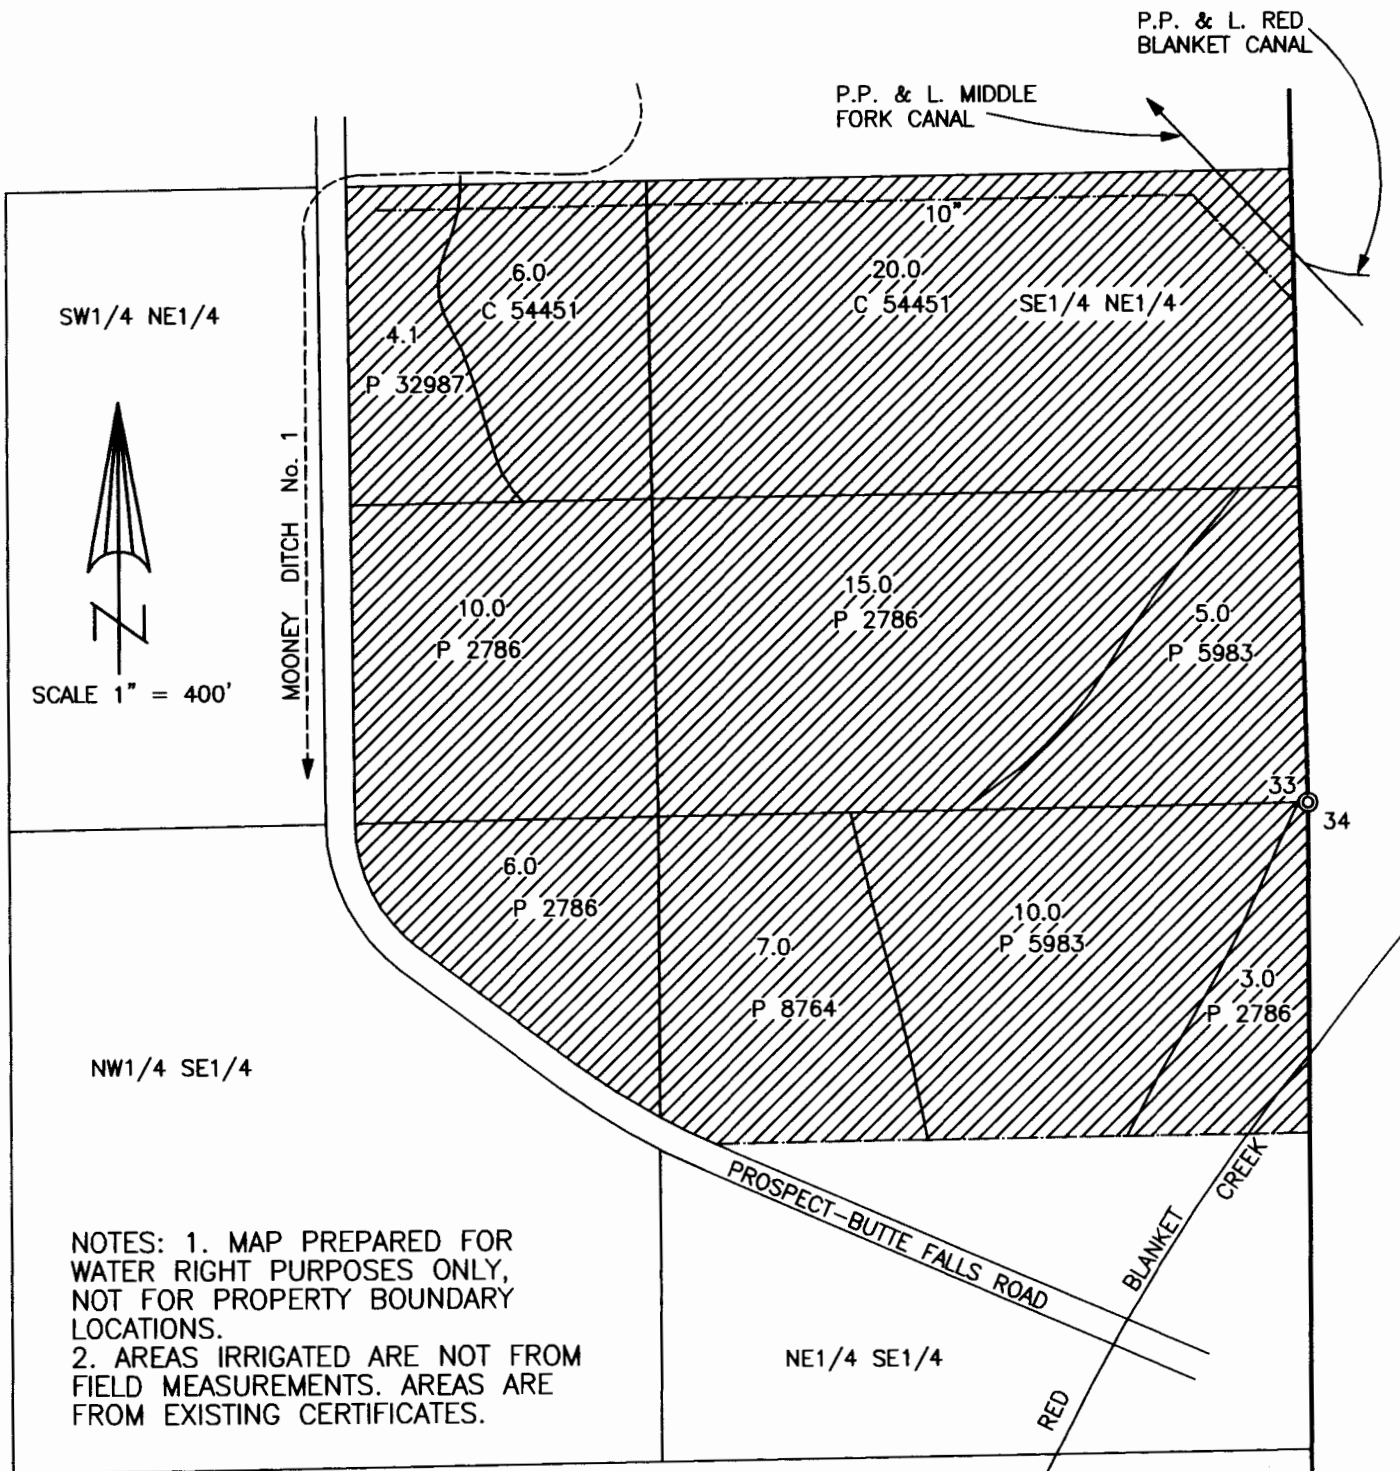 P.P. & L. RED
BLANKET CANAL
P.P. & L. MIDDLE
FORK CANAL
10"
6.0
C 54451
20.0
C 54451
SE1/4 NE1/4
SW1/4 NE1/4
4.1
P 32987
MOONEY DITCH No. 1
N
SCALE 1" = 400'
10.0
P 2786
15.0
P 2786
5.0
P 5983
33
34
6.0
P 2786
7.0
P 8764
10.0
P 5983
3.0
P 2786
NW1/4 SE1/4
PROSPECT-BUTTE FALLS ROAD
RED BLANKET CREEK
NOTES: 1. MAP PREPARED FOR
WATER RIGHT PURPOSES ONLY,
NOT FOR PROPERTY BOUNDARY
LOCATIONS.
2. AREAS IRRIGATED ARE NOT FROM
FIELD MEASUREMENTS. AREAS ARE
FROM EXISTING CERTIFICATES.
NE1/4 SE1/4